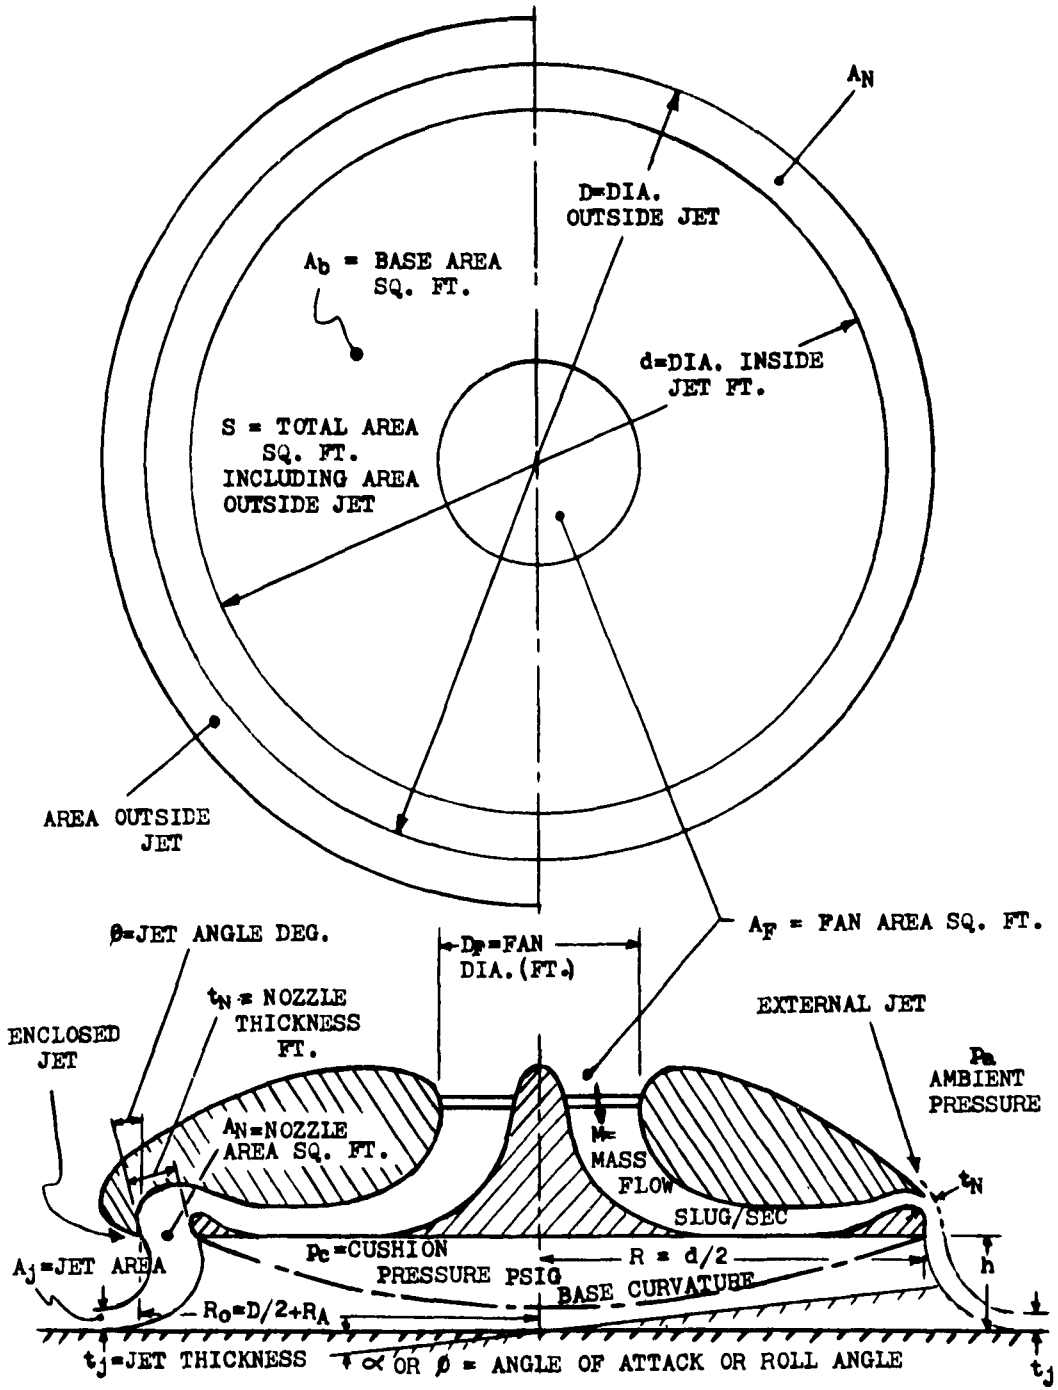 A_N
D=DIA.
OUTSIDE JET
A_b = BASE AREA
SQ. FT.
d=DIA. INSIDE
JET FT.
S = TOTAL AREA
SQ. FT.
INCLUDING AREA
OUTSIDE JET
AREA OUTSIDE
JET
A_F = FAN AREA SQ. FT.
θ=JET ANGLE DEG.
D_F=FAN
DIA.(FT.)
t_N = NOZZLE
THICKNESS
FT.
EXTERNAL JET
ENCLOSED
JET
p_a
AMBIENT
PRESSURE
A_N=NOZZLE
AREA SQ. FT.
M=
MASS
FLOW
SLUG/SEC
t_N
A_j=JET AREA
p_c=CUSHION
PRESSURE PSIG
R = d/2
BASE CURVATURE
h
R_o=D/2+R_A
t_j=JET THICKNESS
α OR ϕ = ANGLE OF ATTACK OR ROLL ANGLE
t_j